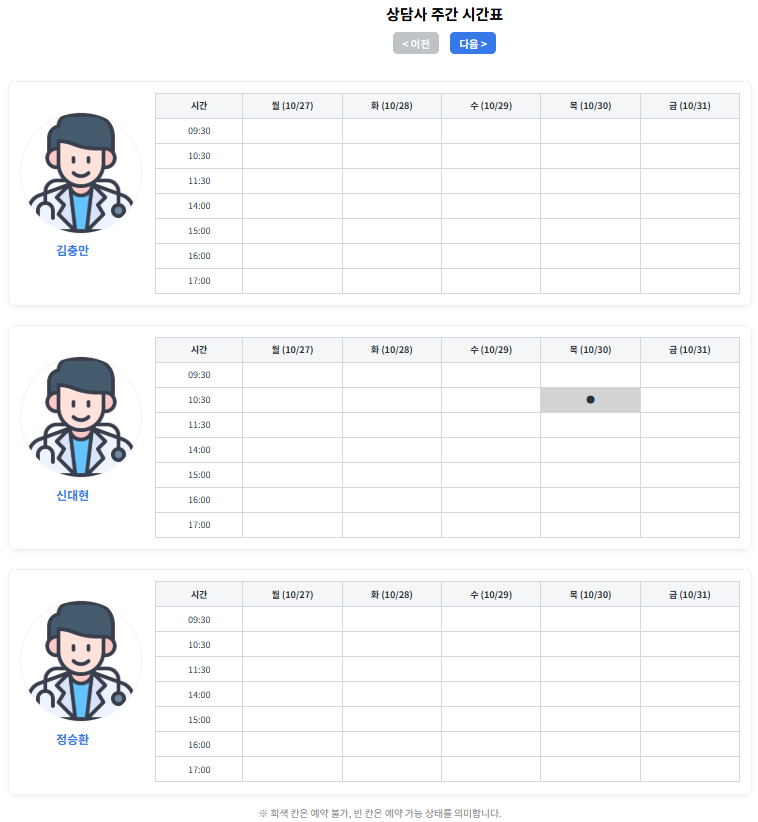 상담사 주간 시간표
< 이전 다음 >
시간 월 (10/27) 화 (10/28) 수 (10/29) 목 (10/30) 금 (10/31)
09:30
10:30
11:30
14:00
15:00
16:00
17:00
김충만
시간 월 (10/27) 화 (10/28) 수 (10/29) 목 (10/30) 금 (10/31)
09:30
10:30 ●
11:30
14:00
15:00
16:00
17:00
신대현
시간 월 (10/27) 화 (10/28) 수 (10/29) 목 (10/30) 금 (10/31)
09:30
10:30
11:30
14:00
15:00
16:00
17:00
정승환
※ 회색 칸은 예약 불가, 빈 칸은 예약 가능 상태를 의미합니다.